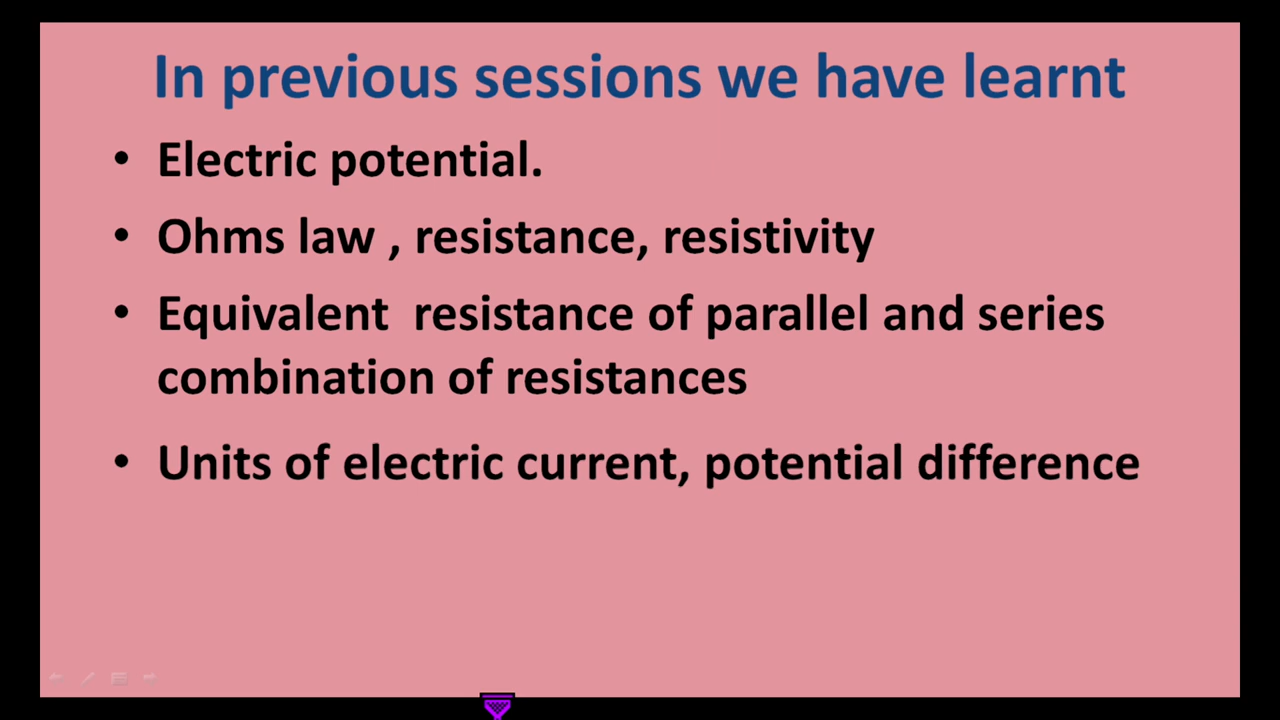 In previous sessions we have learnt
• Electric potential.
• Ohms law , resistance, resistivity
• Equivalent  resistance of parallel and series
combination of resistances
• Units of electric current, potential difference